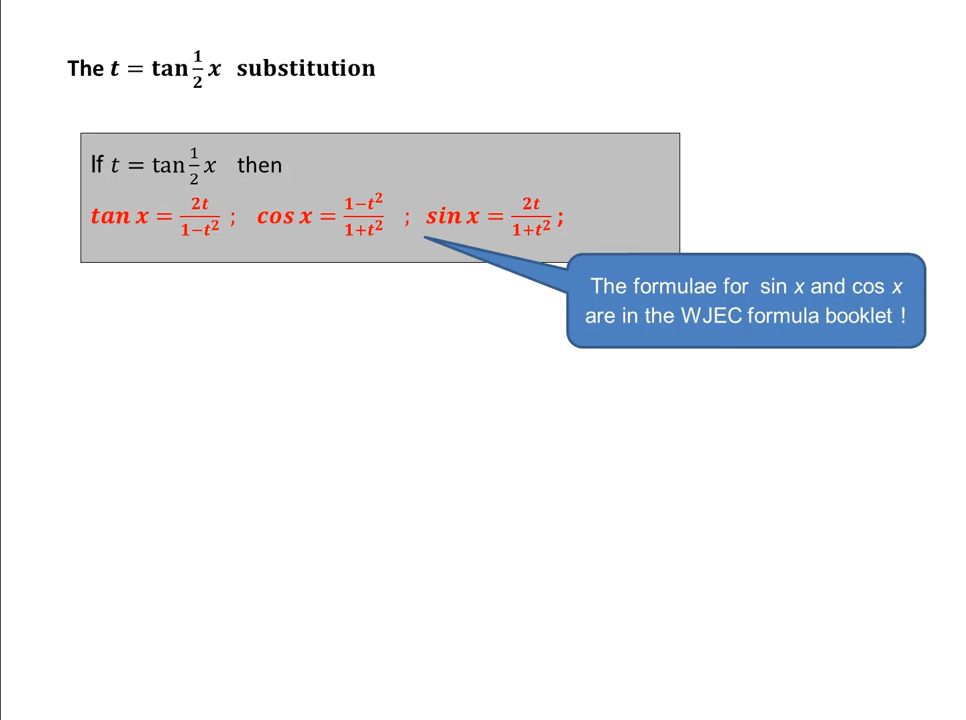 The t = tan 1/2 x substitution
If t = tan 1/2 x then
tan x = 2t/1−t² ; cos x = 1−t²/1+t² ; sin x = 2t/1+t² ;
The formulae for sin x and cos x
are in the WJEC formula booklet !